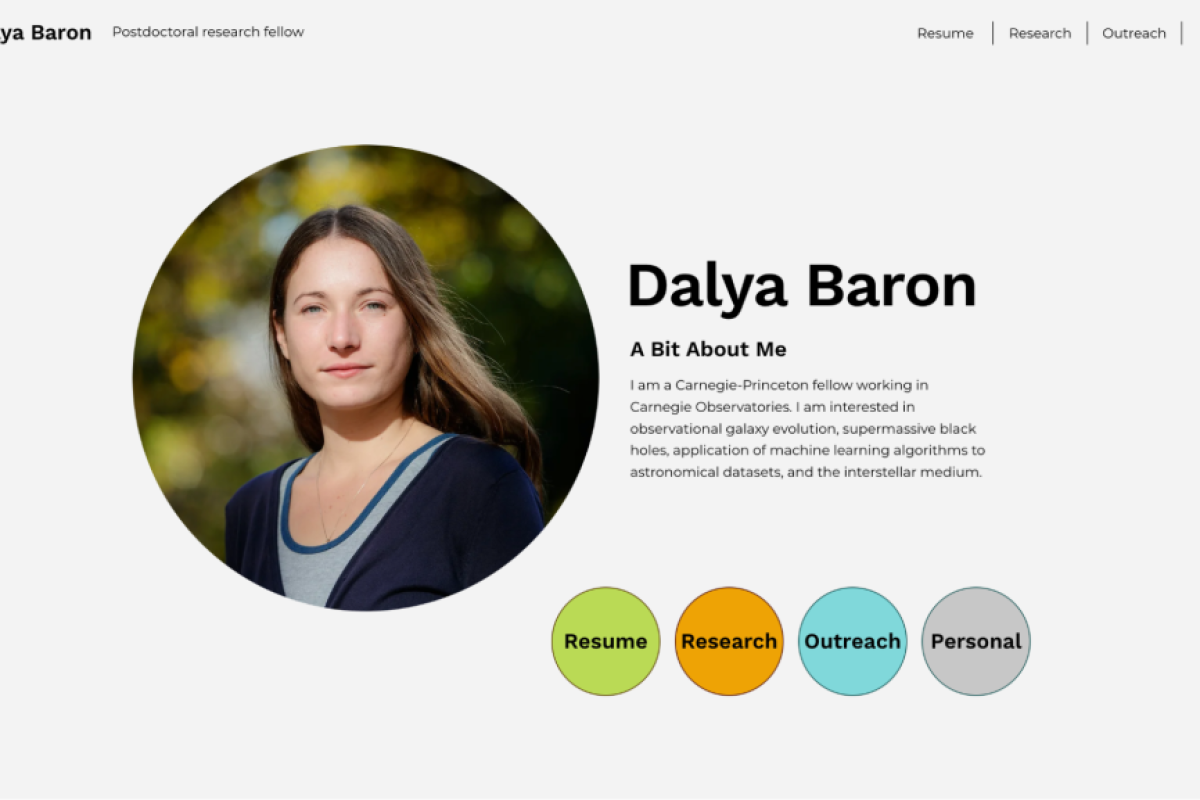 ya Baron Postdoctoral research fellow Resume Research Outreach
Dalya Baron
A Bit About Me
I am a Carnegie-Princeton fellow working in
Carnegie Observatories. I am interested in
observational galaxy evolution, supermassive black
holes, application of machine learning algorithms to
astronomical datasets, and the interstellar medium.
Resume Research Outreach Personal